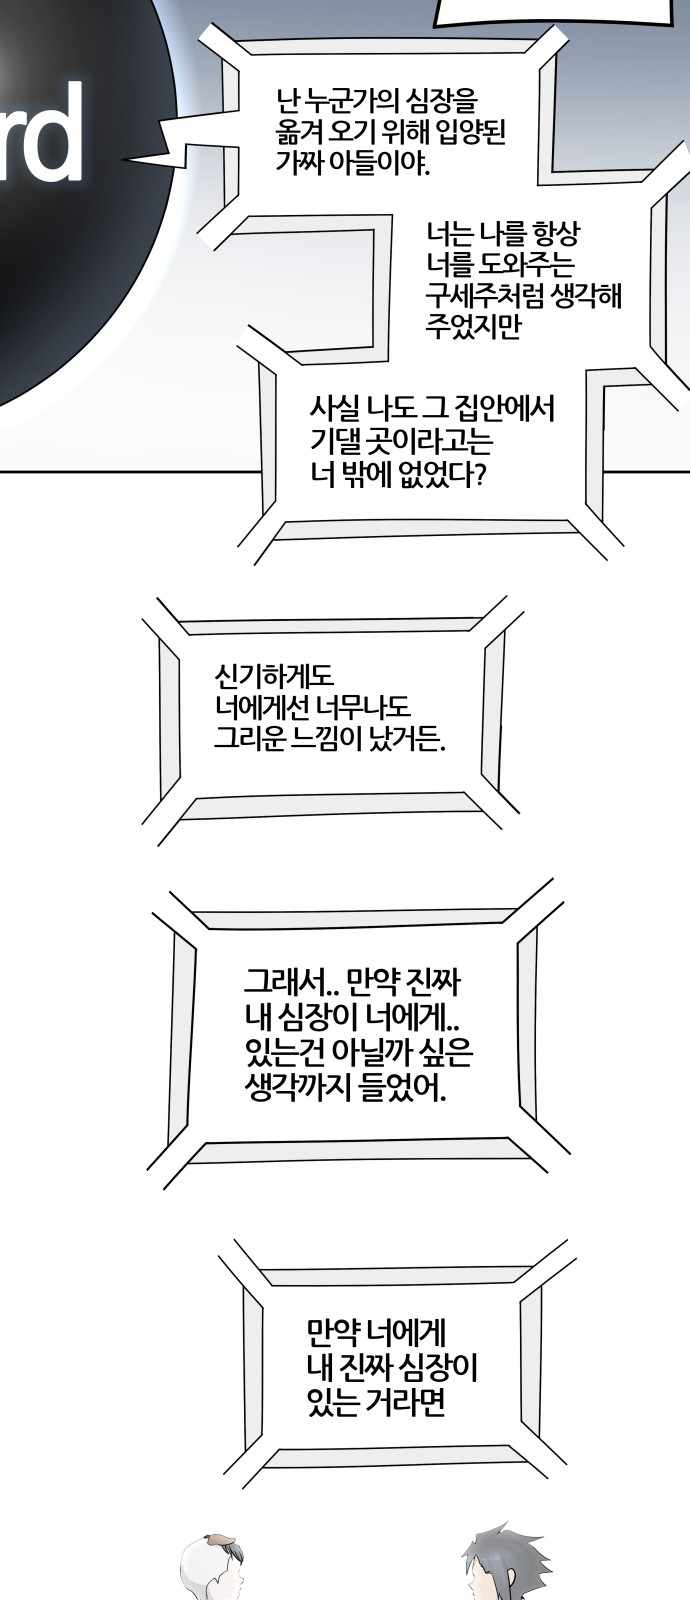 rd
난 누군가의 심장을
옮겨 오기 위해 입양된
가짜 아들이야.
너는 나를 항상
너를 도와주는
구세주처럼 생각해
주었지만
사실 나도 그 집안에서
기댈 곳이라고는
너 밖에 없었다?
신기하게도
너에게선 너무나도
그리운 느낌이 났거든.
그래서.. 만약 진짜
내 심장이 너에게..
있는건 아닐까 싶은
생각까지 들었어.
만약 너에게
내 진짜 심장이
있는 거라면